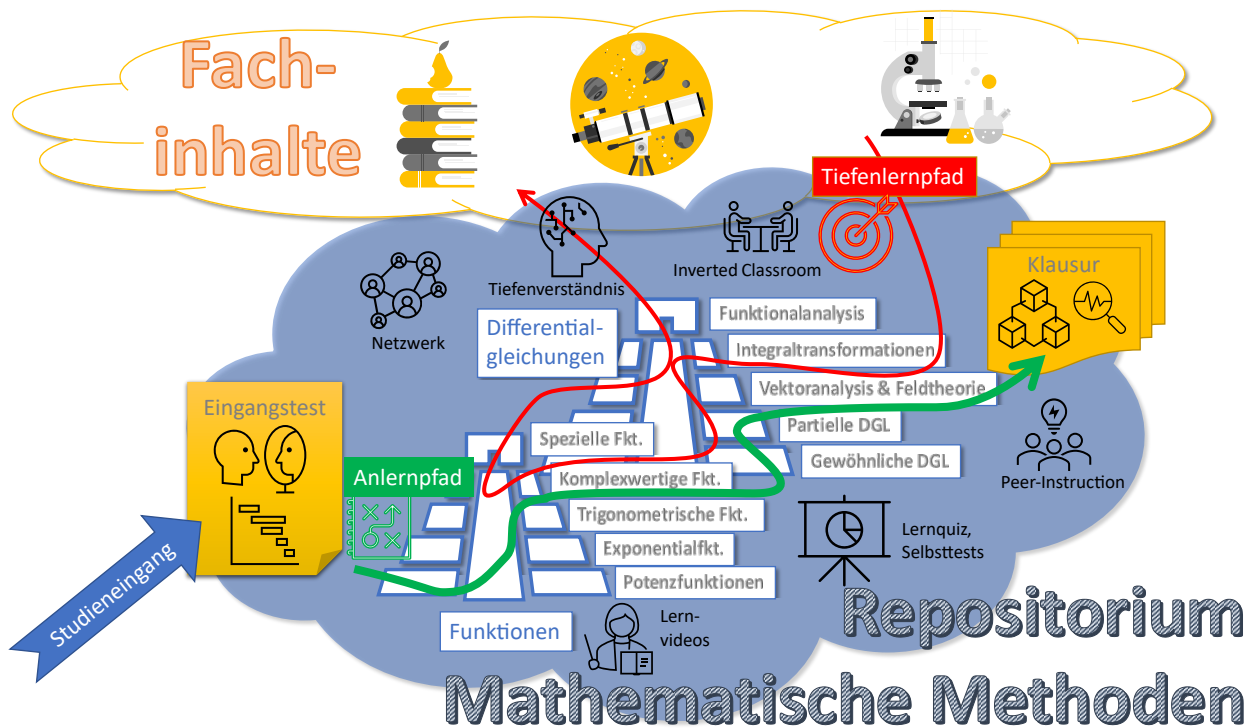 Fach-
inhalte
Tiefenlernpfad
Inverted Classroom
Tiefenverständnis
Netzwerk
Klausur
Differential-
gleichungen
Funktionalanalysis
Integraltransformationen
Vektoranalysis & Feldtheorie
Partielle DGL
Gewöhnliche DGL
Eingangstest
Anlernpfad
Spezielle Fkt.
Komplexwertige Fkt.
Trigonometrische Fkt.
Exponentialfkt.
Potenzfunktionen
Peer-Instruction
Lernquiz,
Selbsttests
Studieneingang
Funktionen
Lern-
videos
Repositorium
Mathematische Methoden